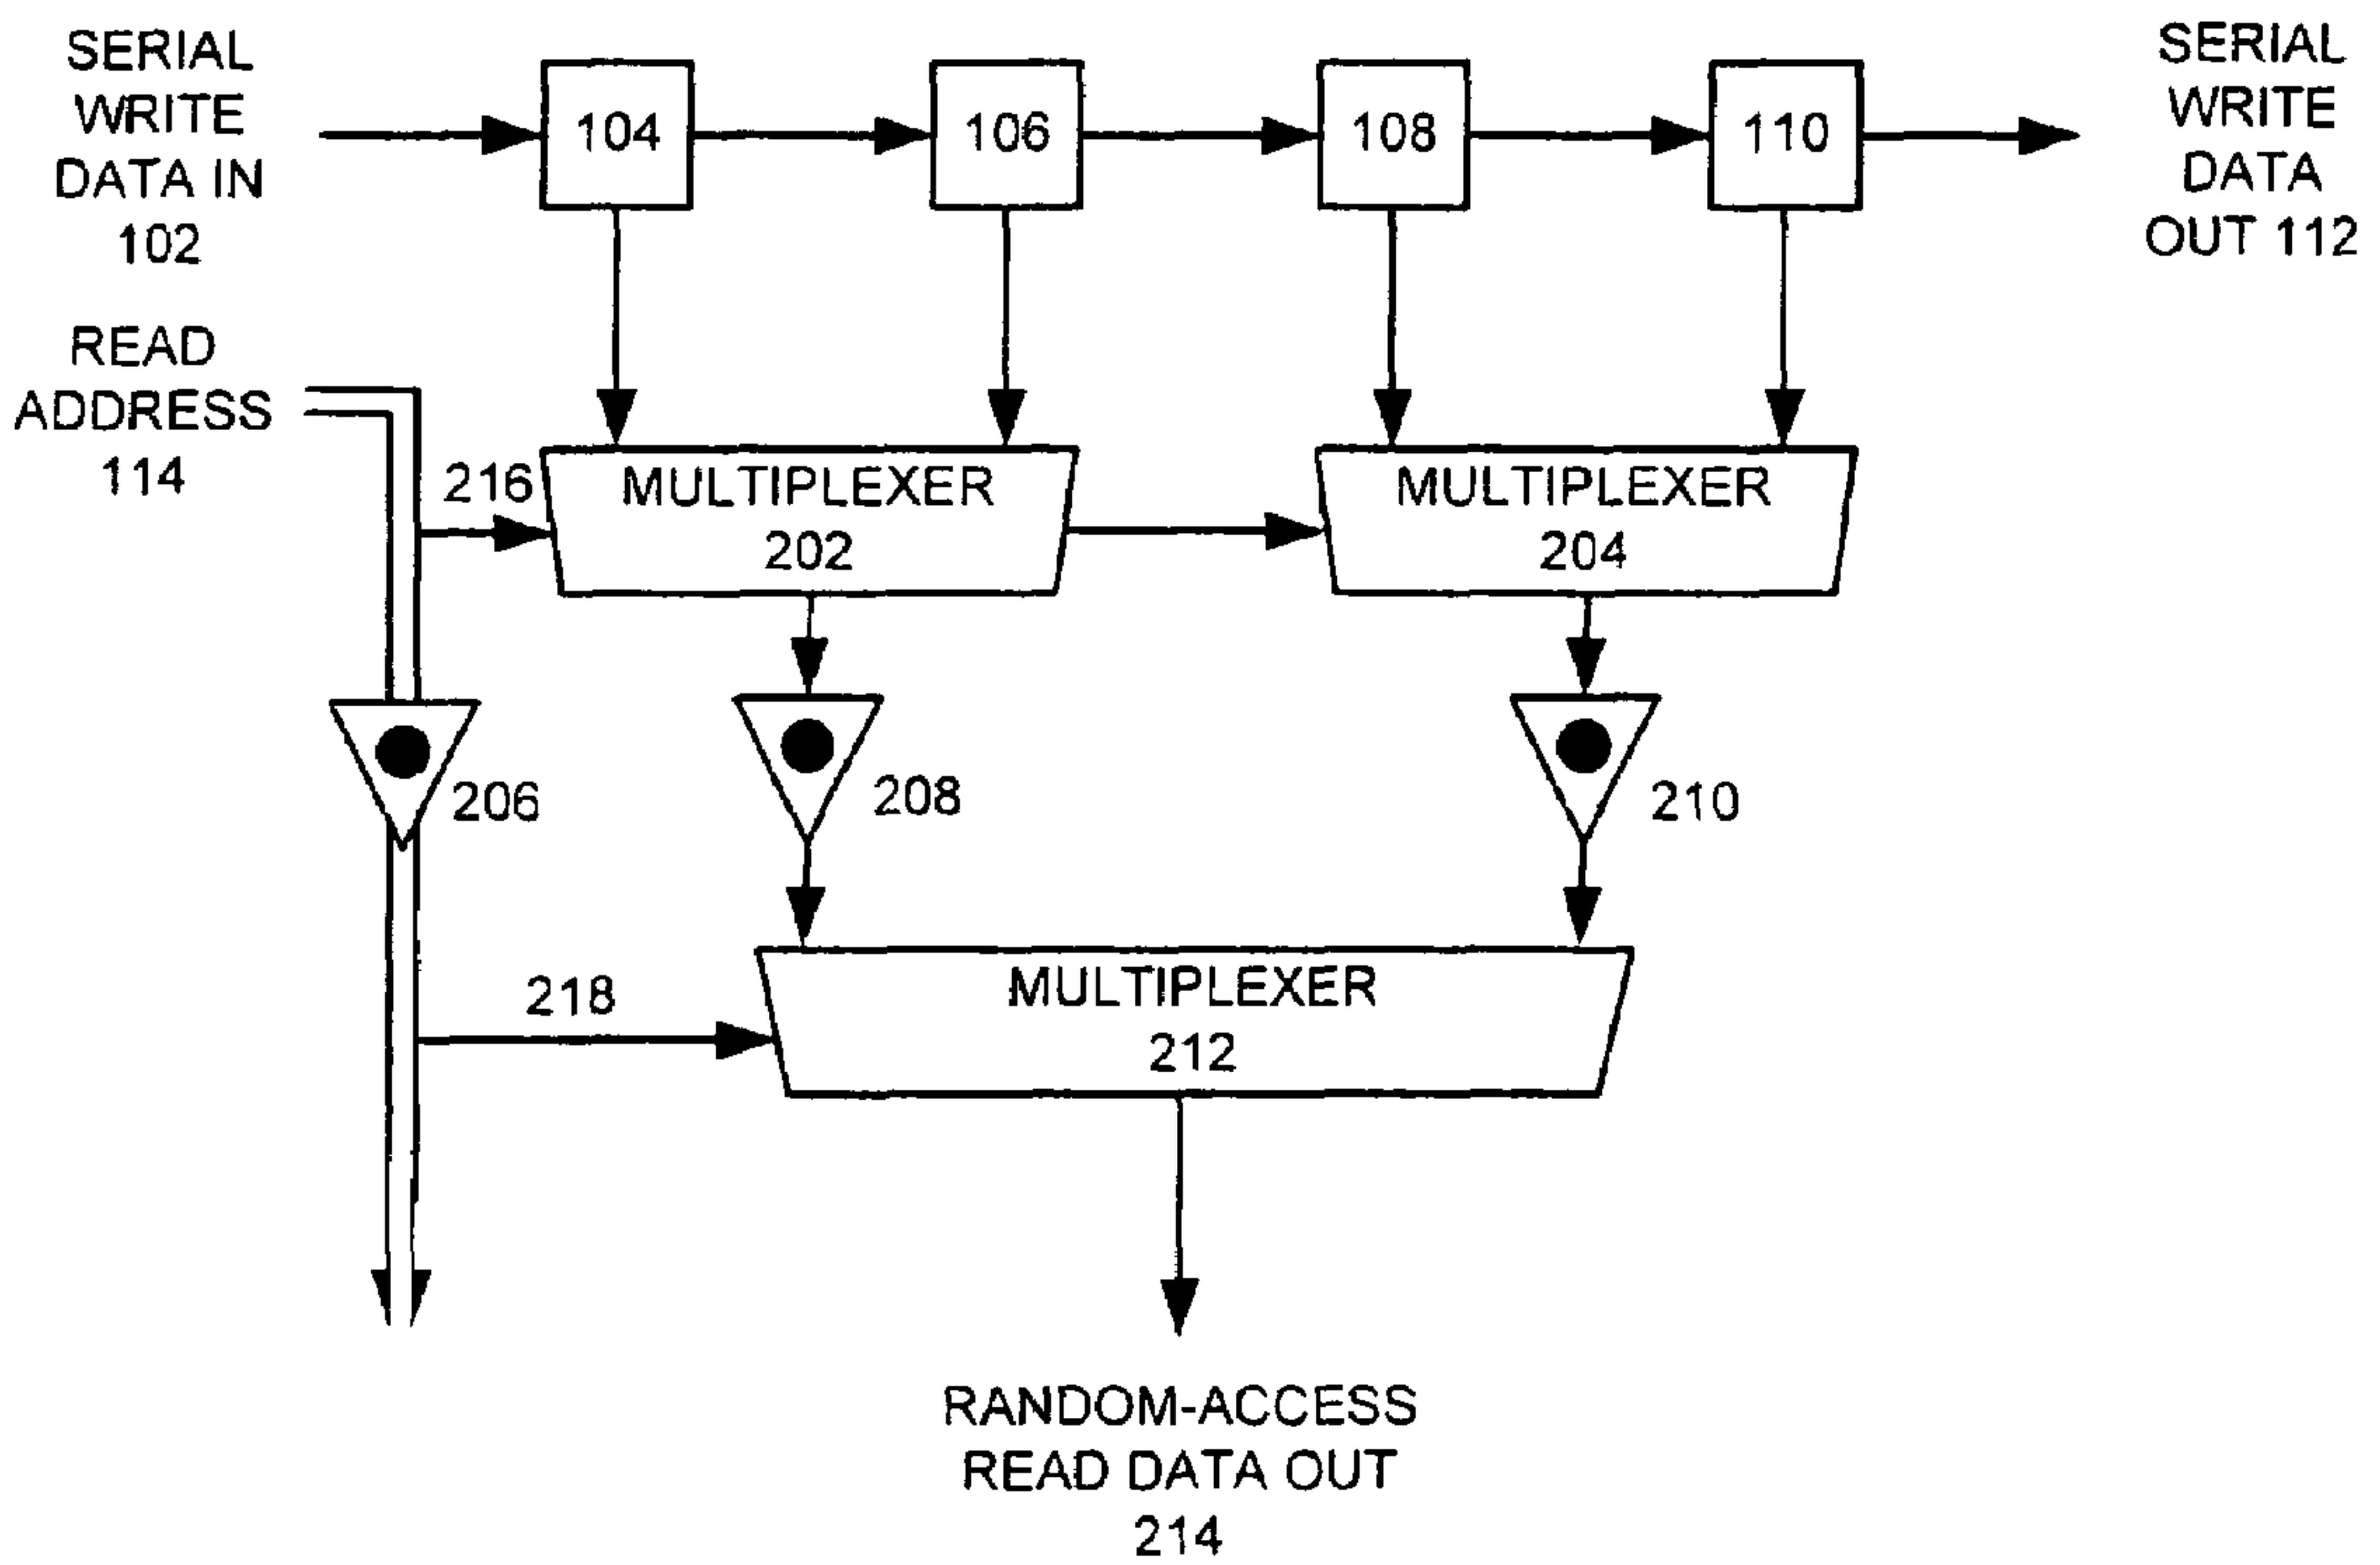 SERIAL
WRITE
DATA IN
102
104
106
108
110
SERIAL
WRITE
DATA
OUT 112
READ
ADDRESS
114
216
MULTIPLEXER
202
MULTIPLEXER
204
206
208
210
218
MULTIPLEXER
212
RANDOM-ACCESS
READ DATA OUT
214